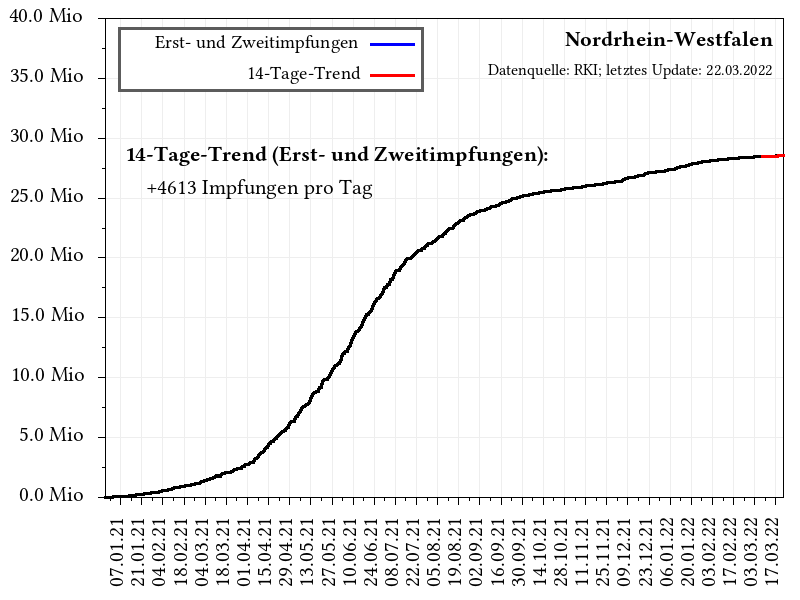 40.0 Mio
35.0 Mio
30.0 Mio
25.0 Mio
20.0 Mio
15.0 Mio
10.0 Mio
5.0 Mio
0.0 Mio
Erst- und Zweitimpfungen
14-Tage-Trend
Nordrhein-Westfalen
Datenquelle: RKI; letztes Update: 22.03.2022
14-Tage-Trend (Erst- und Zweitimpfungen):
+4613 Impfungen pro Tag
07.01.21
21.01.21
04.02.21
18.02.21
04.03.21
18.03.21
01.04.21
15.04.21
29.04.21
13.05.21
27.05.21
10.06.21
24.06.21
08.07.21
22.07.21
05.08.21
19.08.21
02.09.21
16.09.21
30.09.21
14.10.21
28.10.21
11.11.21
25.11.21
09.12.21
23.12.21
06.01.22
20.01.22
03.02.22
17.02.22
03.03.22
17.03.22